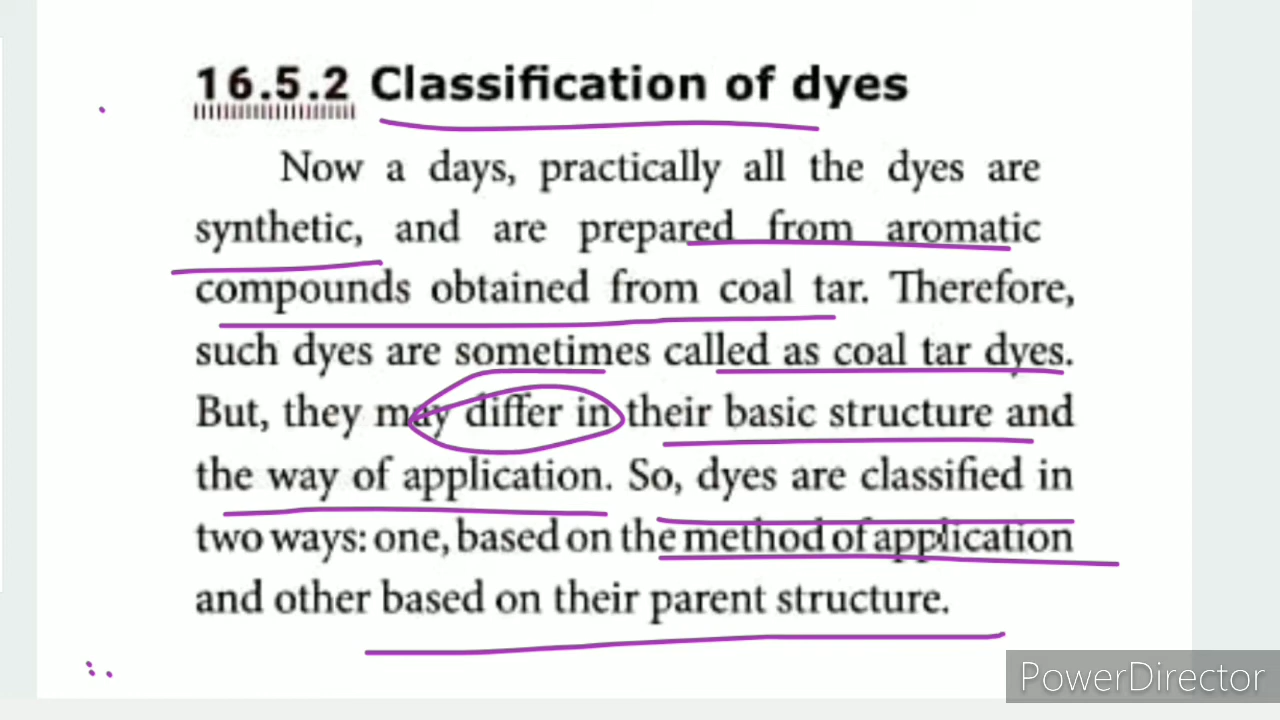 16.5.2 Classification of dyes
Now a days, practically all the dyes are
synthetic, and are prepared from aromatic
compounds obtained from coal tar. Therefore,
such dyes are sometimes called as coal tar dyes.
But, they may differ in their basic structure and
the way of application. So, dyes are classified in
two ways: one, based on the method of application
and other based on their parent structure.
PowerDirector